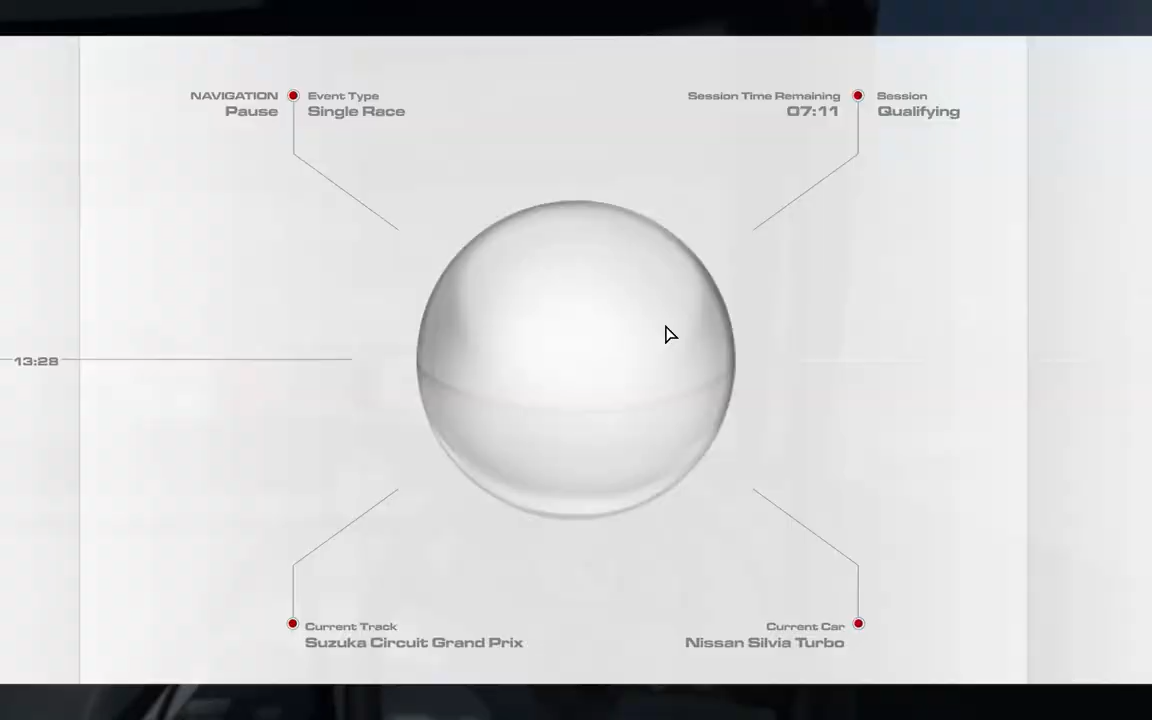 NAVIGATION
Pause
Event Type
Single Race
Session Time Remaining
07:11
Session
Qualifying
13:28
Current Track
Suzuka Circuit Grand Prix
Current Car
Nissan Silvia Turbo